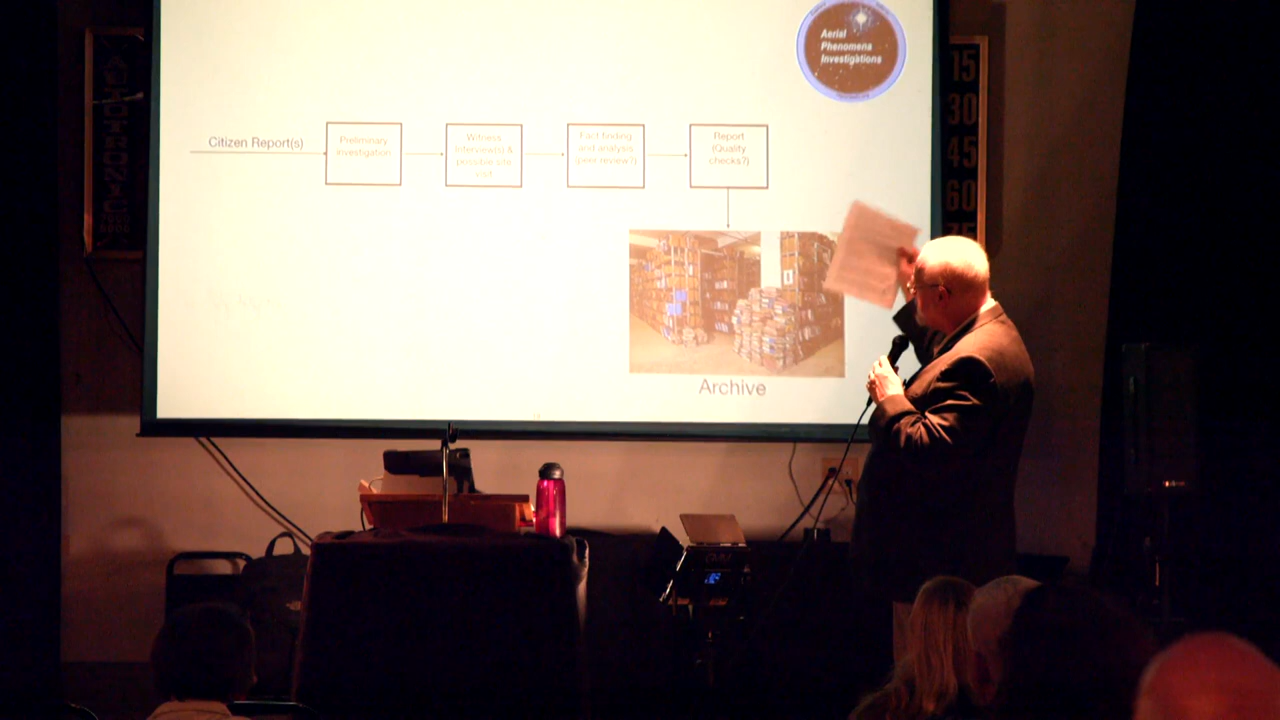 Aerial
Phenomena
Investigations
Citizen Report(s)
Preliminary
investigation
Witness
Interview(s) &
possible site
visit
Fact finding
and analysis
(peer review?)
Report
(Quality
checks?)
Archive
15
30
45
60
75